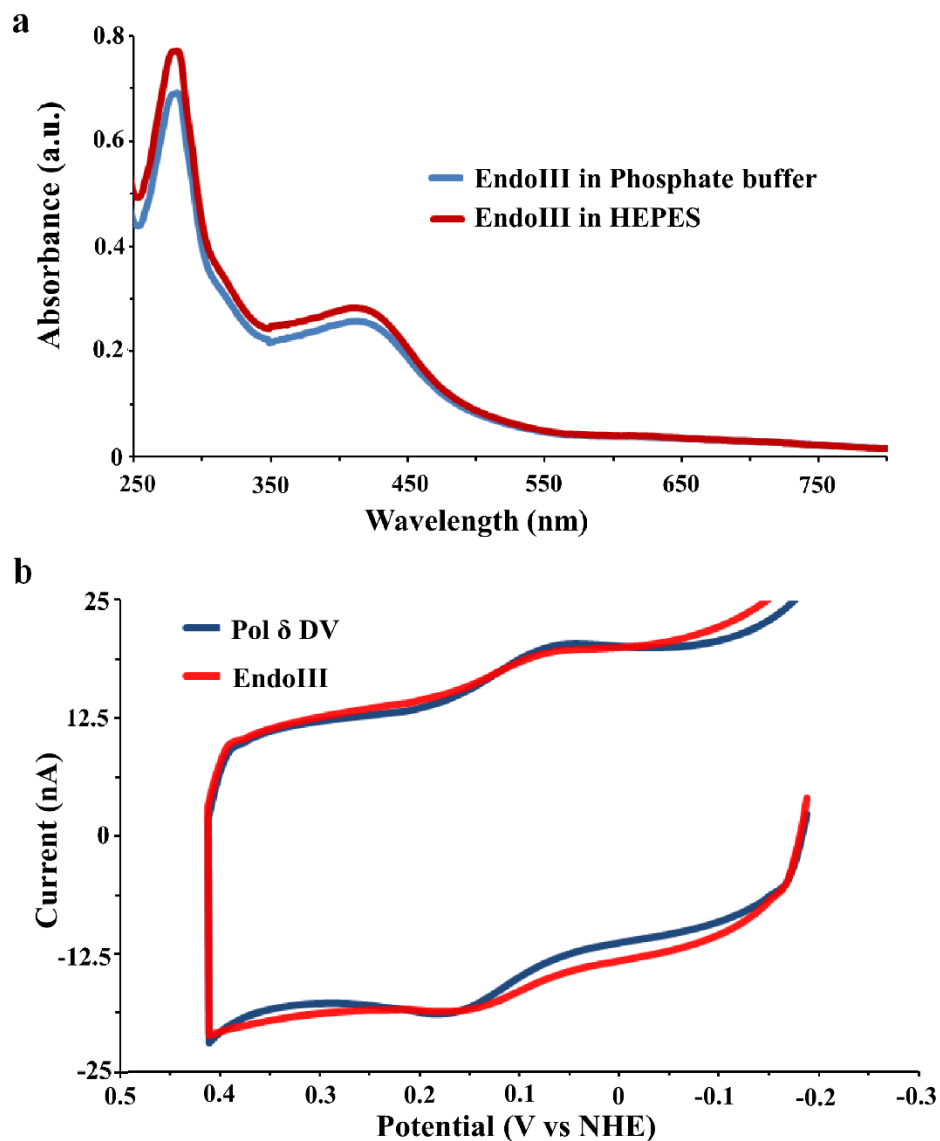 a
0.8
0.6
0.4
0.2
0
Absorbance (a.u.)
EndoIII in Phosphate buffer
EndoIII in HEPES
250 350 450 550 650 750
Wavelength (nm)
b
25
12.5
0
-12.5
-25
Current (nA)
Pol δ DV
EndoIII
0.5 0.4 0.3 0.2 0.1 0 -0.1 -0.2 -0.3
Potential (V vs NHE)